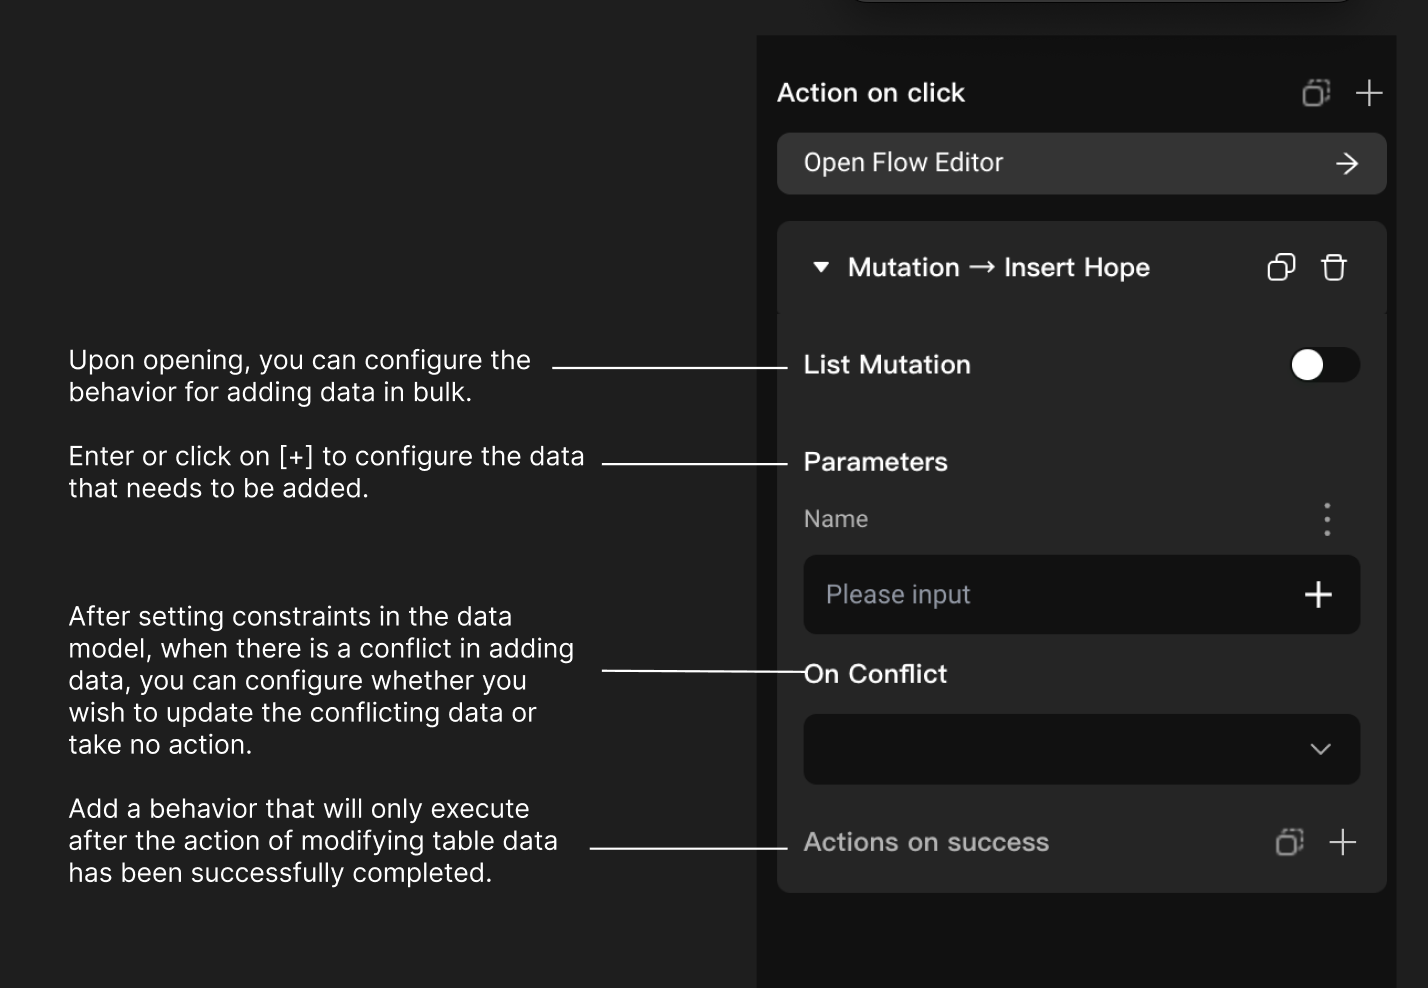 Action on click
Open Flow Editor
Mutation → Insert Hope
Upon opening, you can configure the
behavior for adding data in bulk.
List Mutation
Enter or click on [+] to configure the data
that needs to be added.
Parameters
Name
Please input
After setting constraints in the data
model, when there is a conflict in adding
data, you can configure whether you
wish to update the conflicting data or
take no action.
On Conflict
Add a behavior that will only execute
after the action of modifying table data
has been successfully completed.
Actions on success